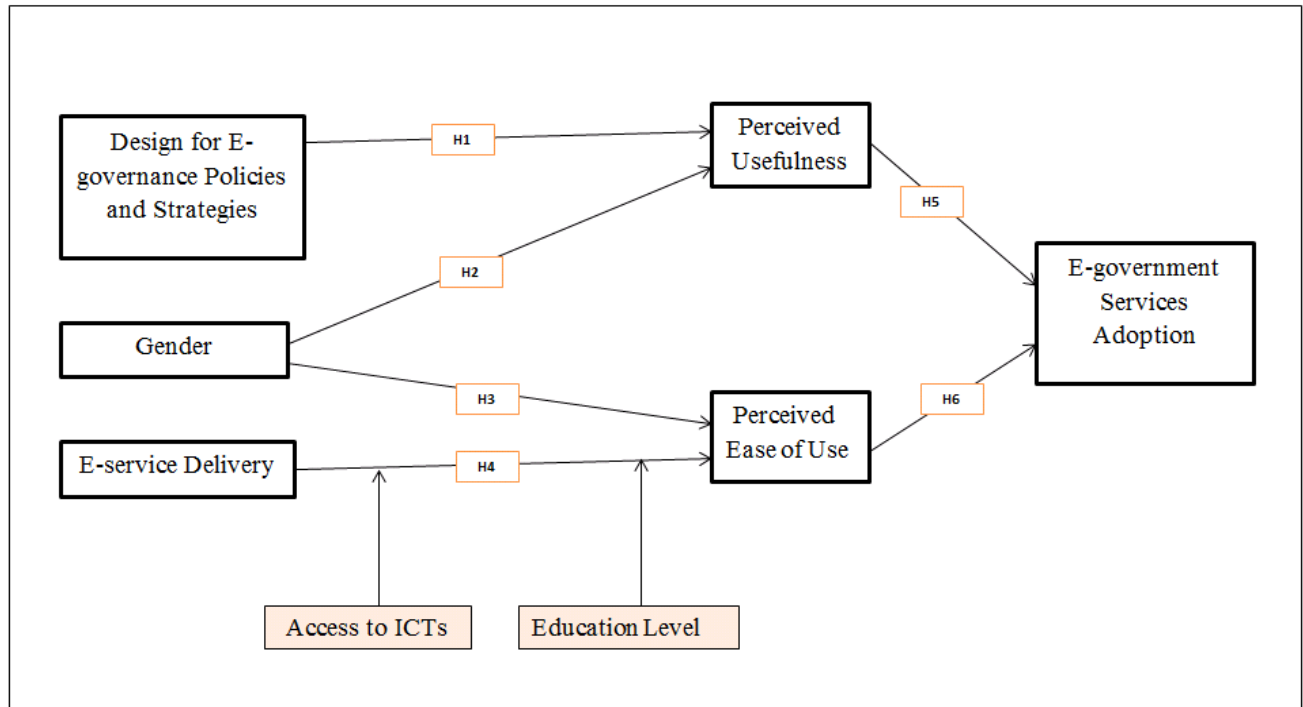 Design for E-
governance Policies
and Strategies
H1
Perceived
Usefulness
H5
H2
E-government
Services
Adoption
Gender
H3
Perceived
Ease of Use
H6
E-service Delivery
H4
Access to ICTs
Education Level